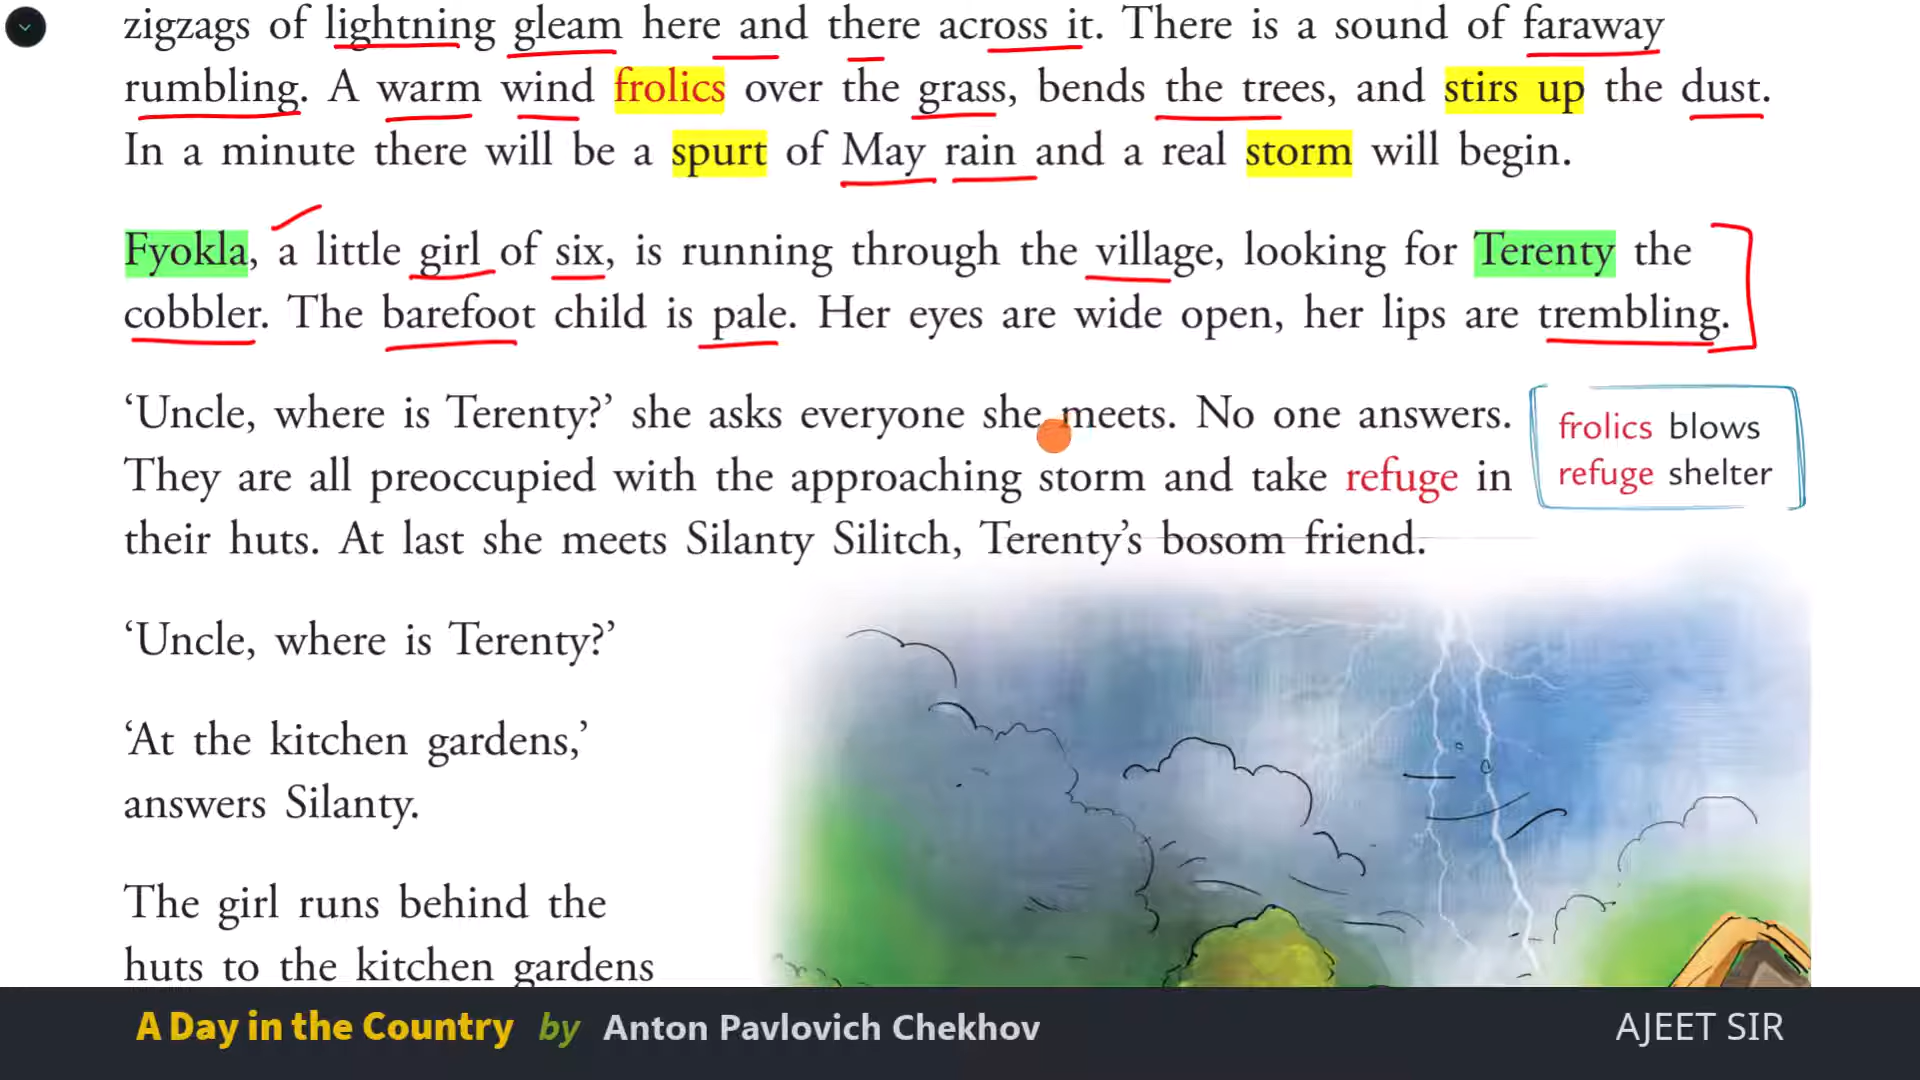 zigzags of lightning gleam here and there across it. There is a sound of faraway
rumbling. A warm wind frolics over the grass, bends the trees, and stirs up the dust.
In a minute there will be a spurt of May rain and a real storm will begin.
Fyokla, a little girl of six, is running through the village, looking for Terenty the
cobbler. The barefoot child is pale. Her eyes are wide open, her lips are trembling.
‘Uncle, where is Terenty?’ she asks everyone she meets. No one answers.
They are all preoccupied with the approaching storm and take refuge in
their huts. At last she meets Silanty Silitch, Terenty’s bosom friend.
frolics blows
refuge shelter
‘Uncle, where is Terenty?’
‘At the kitchen gardens,’
answers Silanty.
The girl runs behind the
huts to the kitchen gardens
A Day in the Country by Anton Pavlovich Chekhov
AJEET SIR